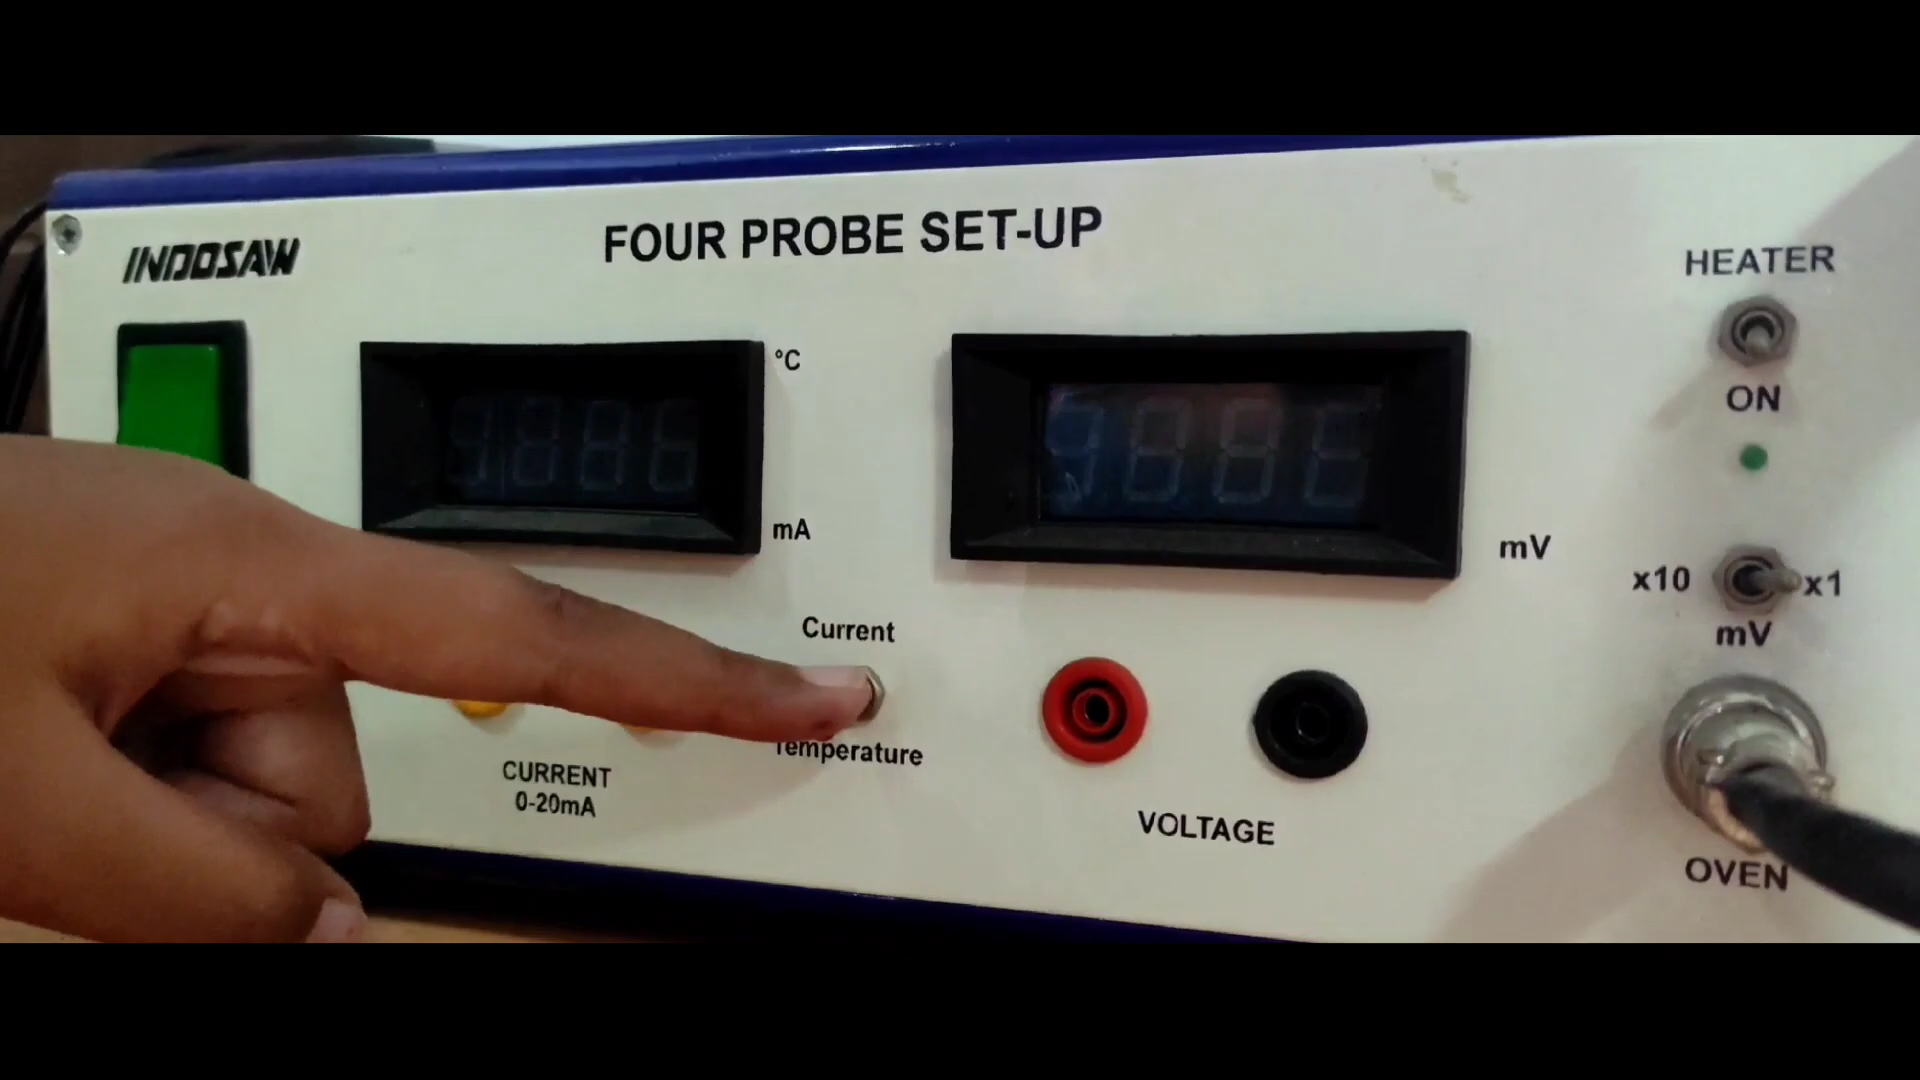 INDOSAW
FOUR PROBE SET-UP
HEATER
°C
ON
mA
mV
x10
x1
mV
Current
Temperature
CURRENT
0-20mA
VOLTAGE
OVEN